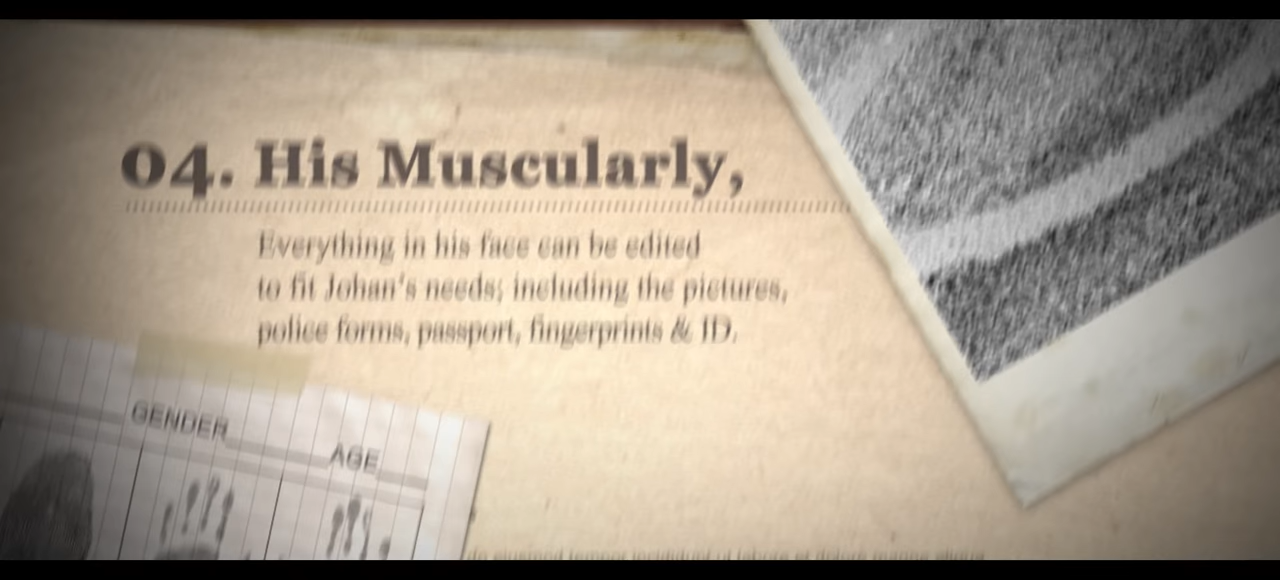 04. His Muscularly,
Everything in his face can be edited
to fit Johan's needs; including the pictures,
police forms, passport, fingerprints & ID.
GENDER
AGE